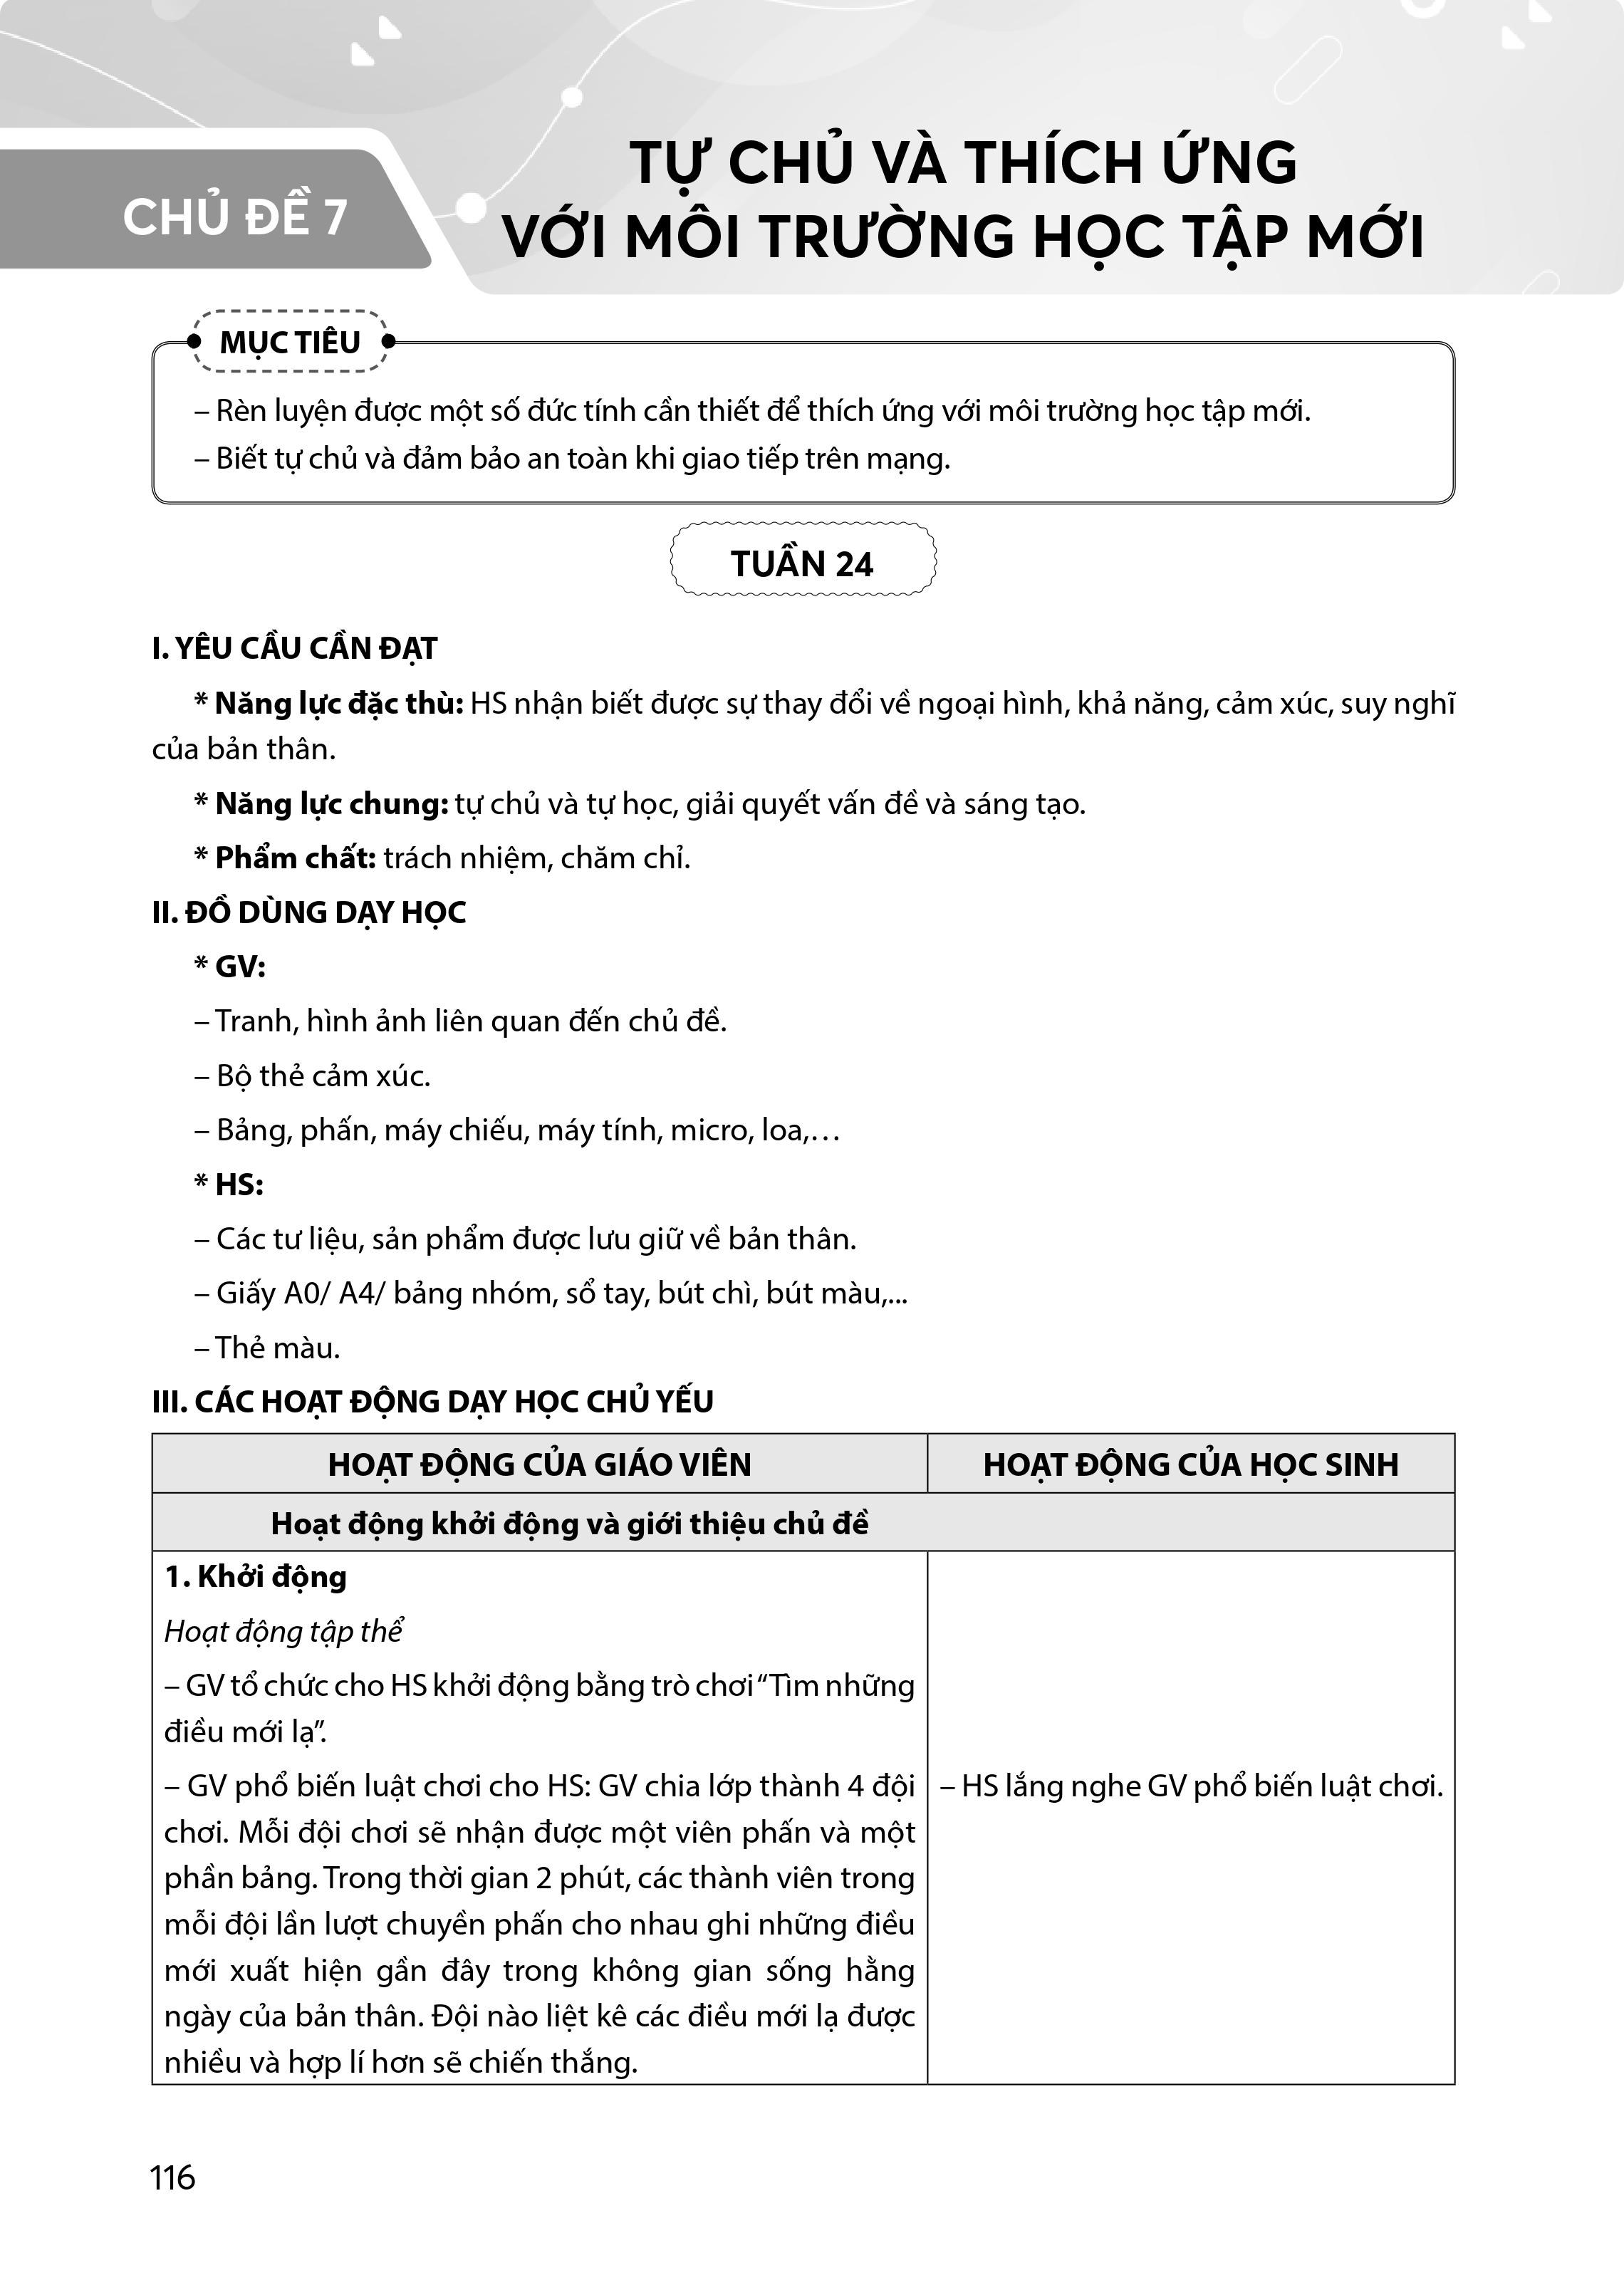 CHỦ ĐỀ 7
TỰ CHỦ VÀ THÍCH ỨNG
VỚI MÔI TRƯỜNG HỌC TẬP MỚI
MỤC TIÊU
– Rèn luyện được một số đức tính cần thiết để thích ứng với môi trường học tập mới.
– Biết tự chủ và đảm bảo an toàn khi giao tiếp trên mạng.
TUẦN 24
I. YÊU CẦU CẦN ĐẠT
* Năng lực đặc thù: HS nhận biết được sự thay đổi về ngoại hình, khả năng, cảm xúc, suy nghĩ
của bản thân.
* Năng lực chung: tự chủ và tự học, giải quyết vấn đề và sáng tạo.
* Phẩm chất: trách nhiệm, chăm chỉ.
II. ĐỒ DÙNG DẠY HỌC
* GV:
– Tranh, hình ảnh liên quan đến chủ đề.
– Bộ thẻ cảm xúc.
– Bảng, phấn, máy chiếu, máy tính, micro, loa,…
* HS:
– Các tư liệu, sản phẩm được lưu giữ về bản thân.
– Giấy A0/ A4/ bảng nhóm, sổ tay, bút chì, bút màu,...
– Thẻ màu.
III. CÁC HOẠT ĐỘNG DẠY HỌC CHỦ YẾU
HOẠT ĐỘNG CỦA GIÁO VIÊN
HOẠT ĐỘNG CỦA HỌC SINH
Hoạt động khởi động và giới thiệu chủ đề
1. Khởi động
Hoạt động tập thể
– GV tổ chức cho HS khởi động bằng trò chơi “Tìm những
điều mới lạ”.
– GV phổ biến luật chơi cho HS: GV chia lớp thành 4 đội
chơi. Mỗi đội chơi sẽ nhận được một viên phấn và một
phần bảng. Trong thời gian 2 phút, các thành viên trong
mỗi đội lần lượt chuyền phấn cho nhau ghi những điều
mới xuất hiện gần đây trong không gian sống hằng
ngày của bản thân. Đội nào liệt kê các điều mới lạ được
nhiều và hợp lí hơn sẽ chiến thắng.
– HS lắng nghe GV phổ biến luật chơi.
116